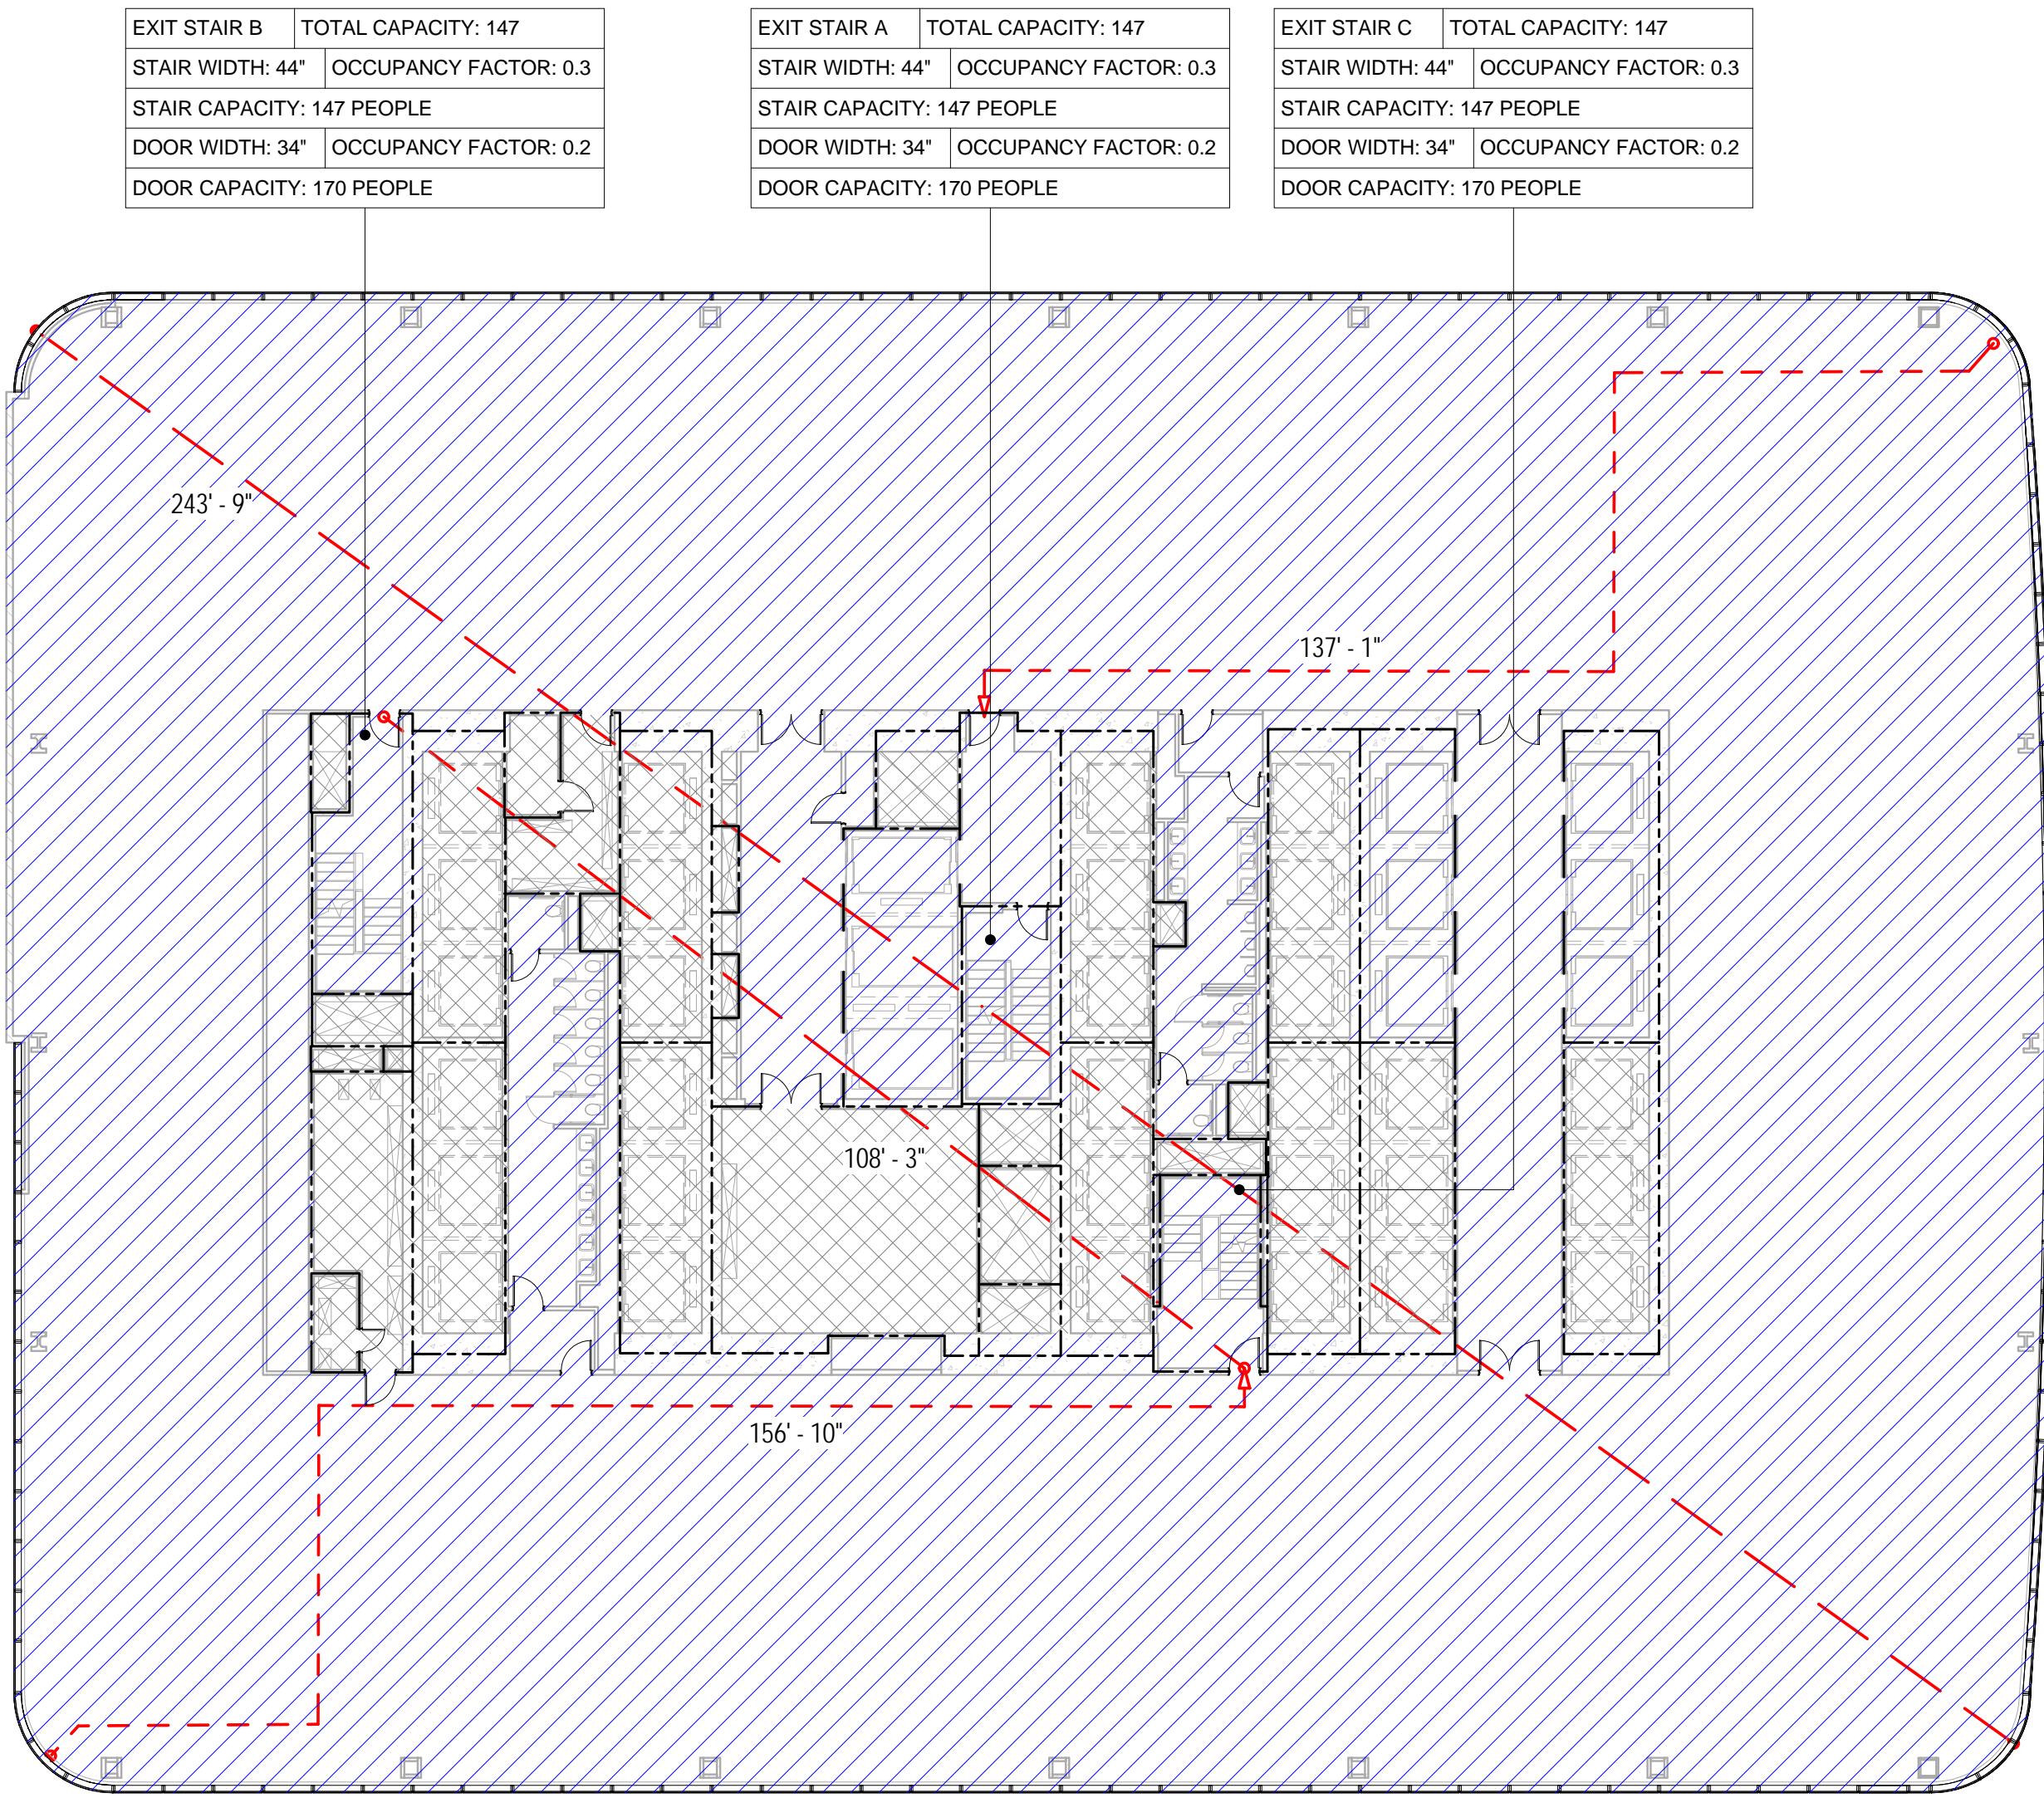 EXIT STAIR B TOTAL CAPACITY: 147
STAIR WIDTH: 44" OCCUPANCY FACTOR: 0.3
STAIR CAPACITY: 147 PEOPLE
DOOR WIDTH: 34" OCCUPANCY FACTOR: 0.2
DOOR CAPACITY: 170 PEOPLE
EXIT STAIR A TOTAL CAPACITY: 147
STAIR WIDTH: 44" OCCUPANCY FACTOR: 0.3
STAIR CAPACITY: 147 PEOPLE
DOOR WIDTH: 34" OCCUPANCY FACTOR: 0.2
DOOR CAPACITY: 170 PEOPLE
EXIT STAIR C TOTAL CAPACITY: 147
STAIR WIDTH: 44" OCCUPANCY FACTOR: 0.3
STAIR CAPACITY: 147 PEOPLE
DOOR WIDTH: 34" OCCUPANCY FACTOR: 0.2
DOOR CAPACITY: 170 PEOPLE
243' - 9"
137' - 1"
108' - 3"
156' - 10"